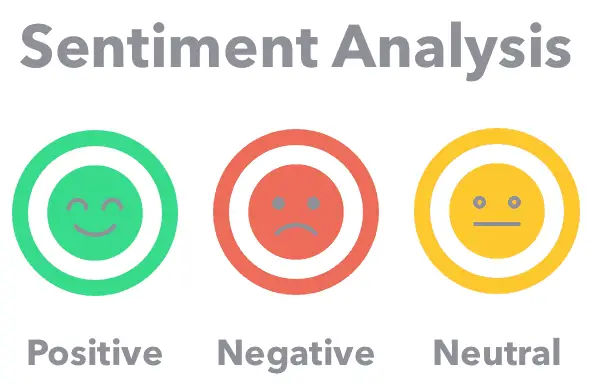 Sentiment Analysis
Positive Negative Neutral